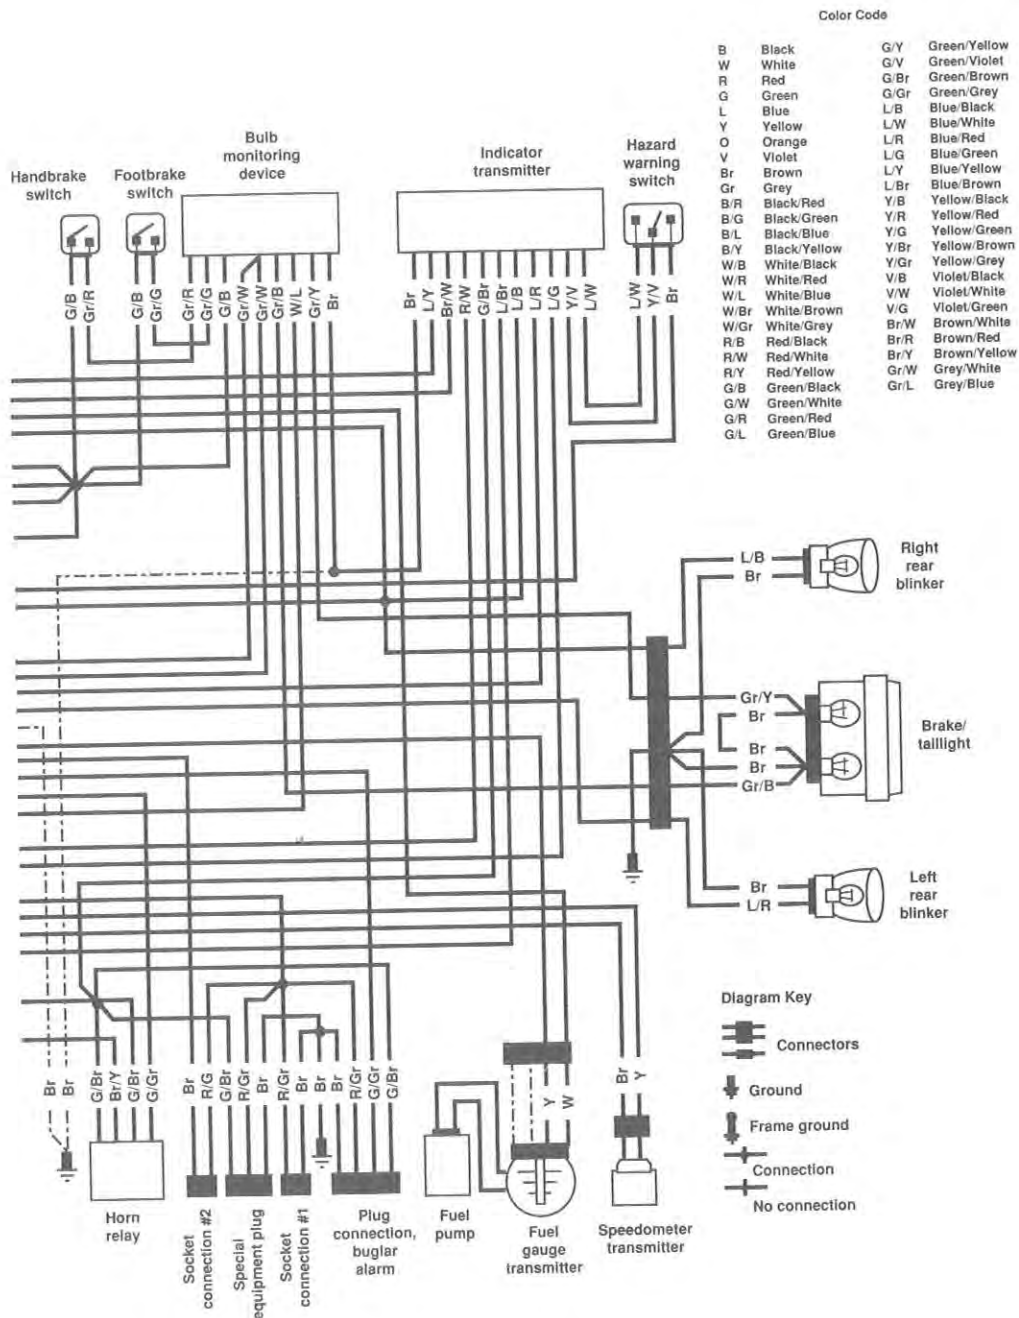 Color Code
B Black
W White
R Red
G Green
L Blue
Y Yellow
O Orange
V Violet
Br Brown
Gr Grey
B/R Black/Red
B/G Black/Green
B/L Black/Blue
B/Y Black/Yellow
W/B White/Black
W/R White/Red
W/L White/Blue
W/Br White/Brown
W/Gr White/Grey
R/B Red/Black
R/W Red/White
R/Y Red/Yellow
G/B Green/Black
G/W Green/White
G/R Green/Red
G/L Green/Blue
G/Y Green/Yellow
G/V Green/Violet
G/Br Green/Brown
G/Gr Green/Grey
L/B Blue/Black
L/W Blue/White
L/R Blue/Red
L/G Blue/Green
L/Y Blue/Yellow
L/Br Blue/Brown
Y/B Yellow/Black
Y/R Yellow/Red
Y/G Yellow/Green
Y/Br Yellow/Brown
Y/Gr Yellow/Grey
V/B Violet/Black
V/W Violet/White
V/G Violet/Green
Br/W Brown/White
Br/R Brown/Red
Br/Y Brown/Yellow
Gr/W Grey/White
Gr/L Grey/Blue
Handbrake
switch
Footbrake
switch
Bulb
monitoring
device
Indicator
transmitter
Hazard
warning
switch
G/B
Gr/R
G/B
Gr/G
Gr/R
Gr/G
G/B
Gr/W
Gr/W
Gr/B
W/L
Gr/Y
Br
Br
L/Y
Br/W
R/W
G/Br
L/Br
L/B
L/R
L/G
Y/V
L/W
L/W
Y/V
Br
L/B
Br
Right
rear
blinker
Gr/Y
Br
Br
Br
Gr/B
Brake/
taillight
Br
L/R
Left
rear
blinker
Br
Br
G/Br
Br/Y
G/Br
G/Gr
Br
R/G
G/Br
R/Gr
Br
R/Gr
Br
Br
Br
R/Gr
G/Gr
G/Br
Y
W
Br
Y
Horn
relay
Socket
connection #2
Special
equipment plug
Socket
connection #1
Plug
connection,
buglar
alarm
Fuel
pump
Fuel
gauge
transmitter
Speedometer
transmitter
Diagram Key
Connectors
Ground
Frame ground
Connection
No connection